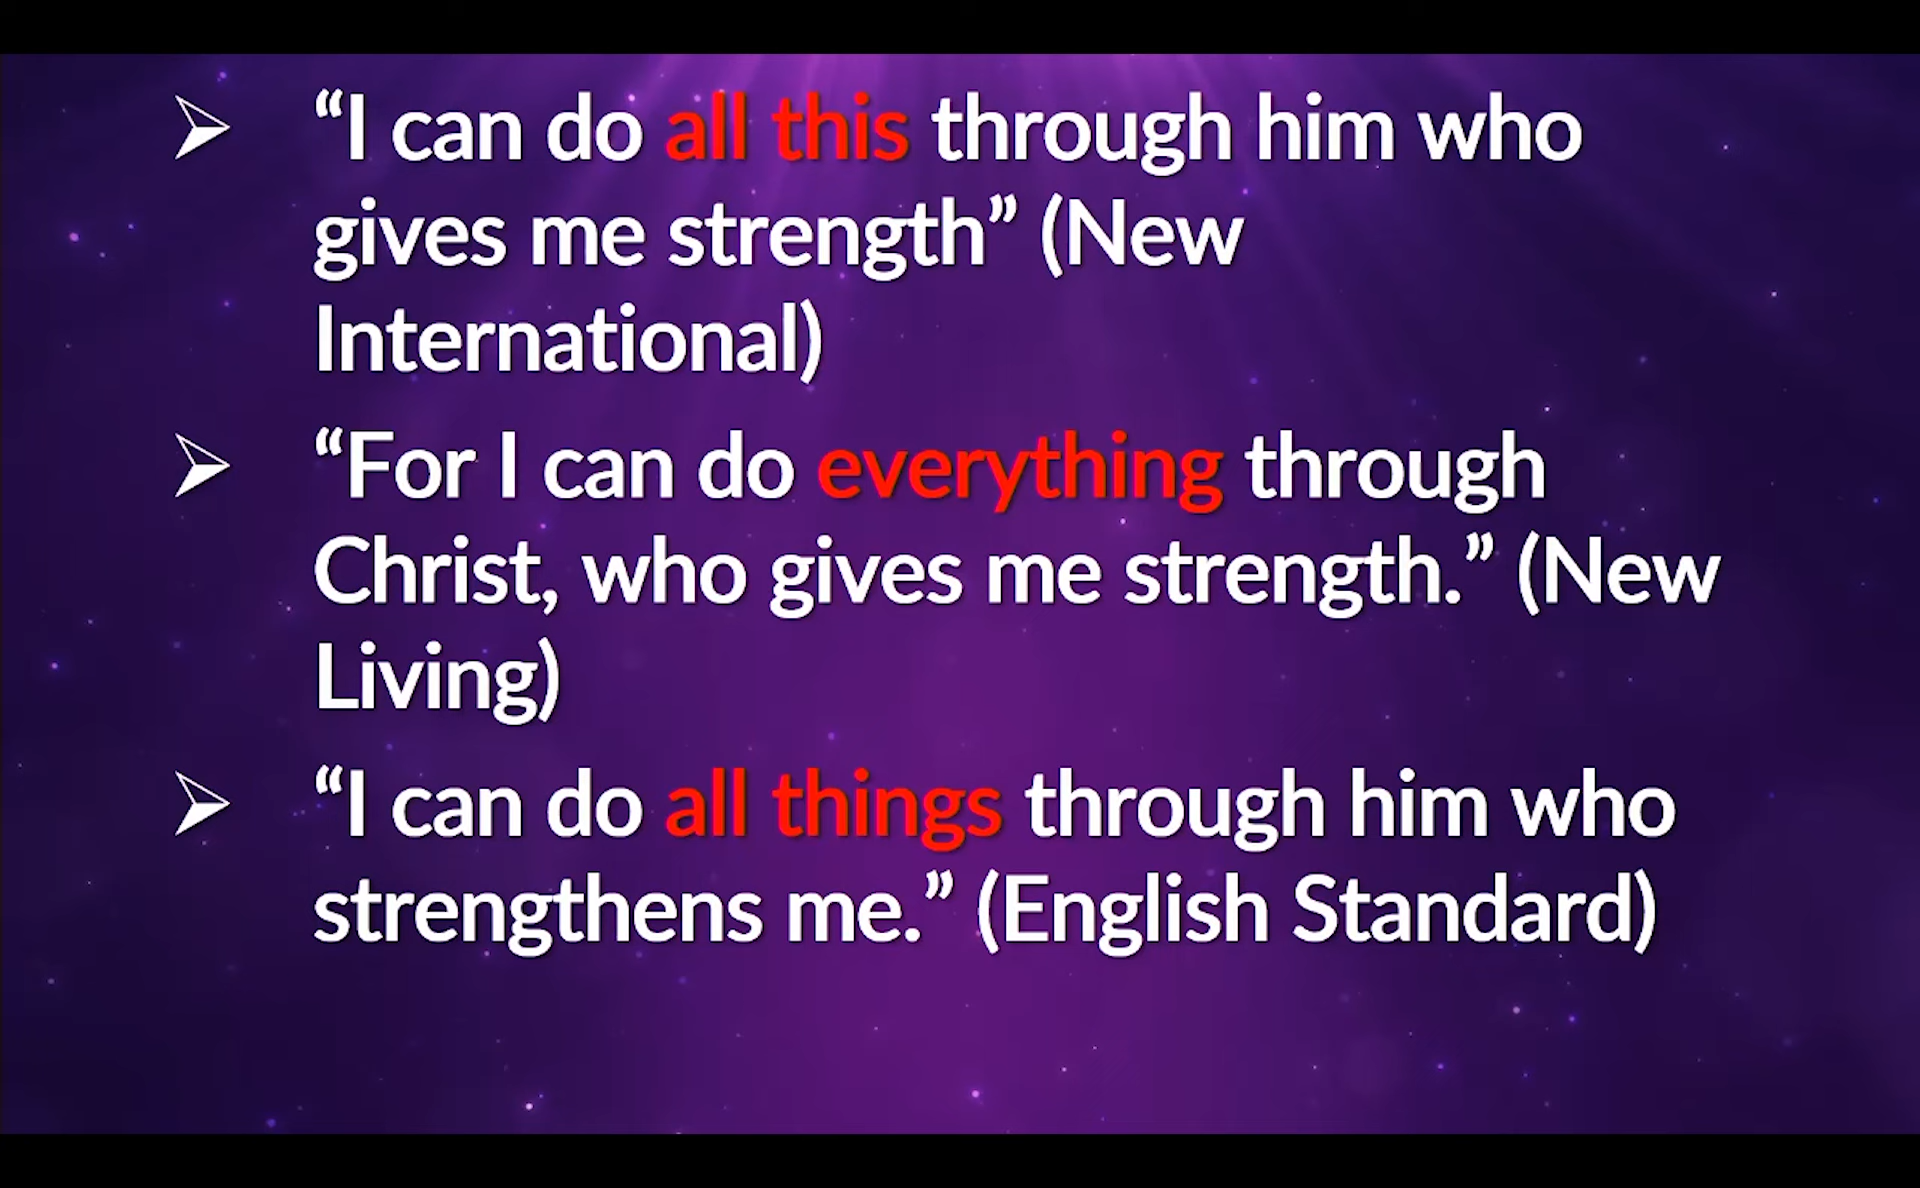 “I can do all this through him who
gives me strength” (New
International)
“For I can do everything through
Christ, who gives me strength.” (New
Living)
“I can do all things through him who
strengthens me.” (English Standard)